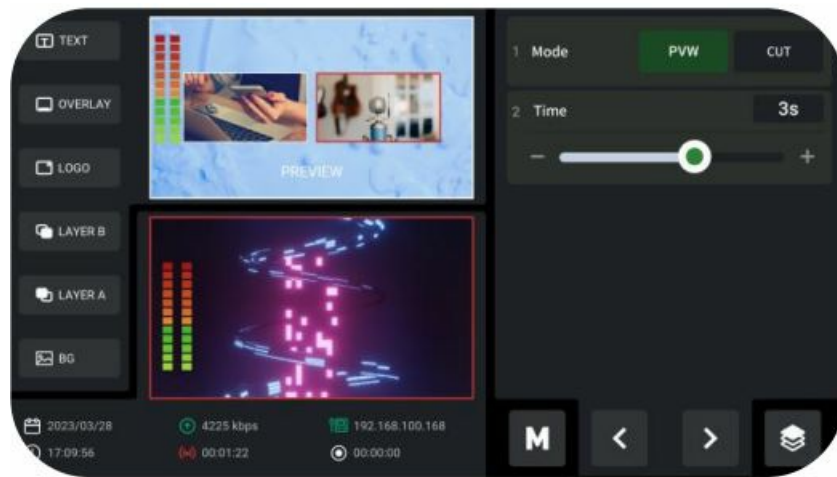 TEXT
OVERLAY
LOGO
LAYER B
LAYER A
BG
PREVIEW
2023/03/28
4225 kbps
192.168.100.168
17:09:56
00:01:22
00:00:00
1 Mode PVW CUT
2 Time 3s
− +
M < >